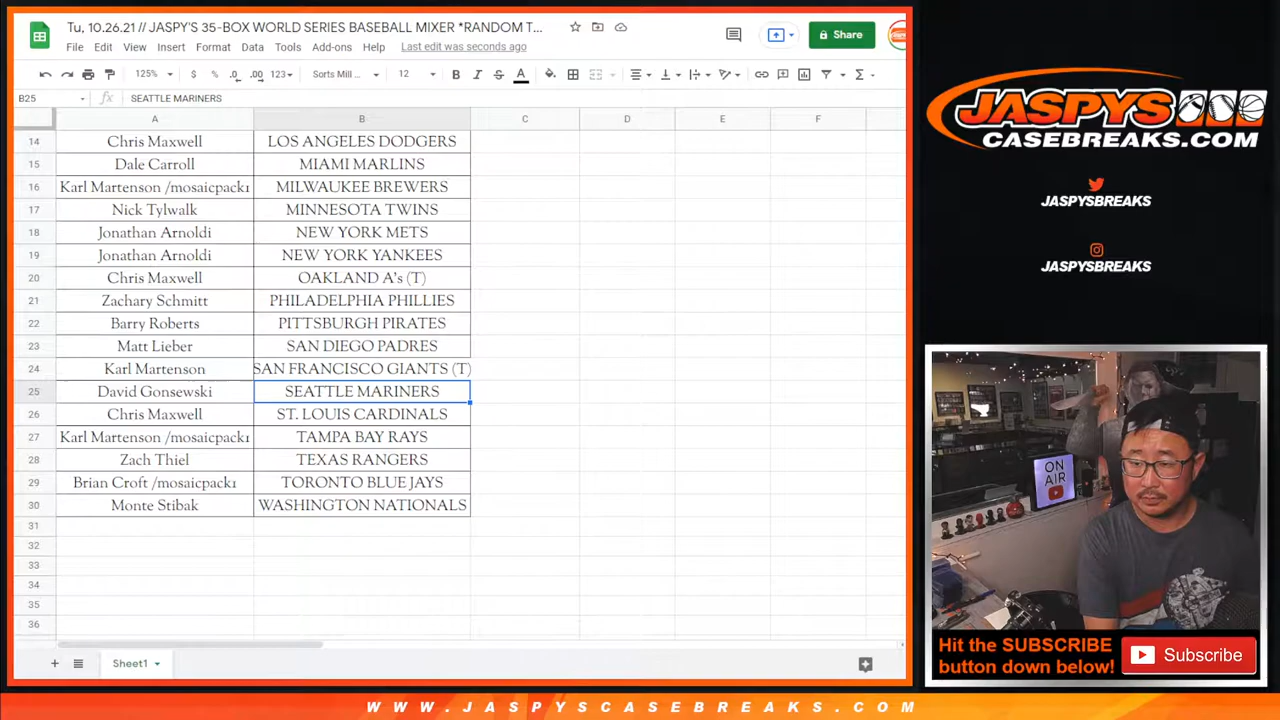 Tu, 10.26.21 // JASPY'S 35-BOX WORLD SERIES BASEBALL MIXER *RANDOM T...
File Edit View Insert Format Data Tools Add-ons Help Last edit was seconds ago
Share
125% $ % .0 .00 123 Sorts Mill ... 12 B I S A
B25 fx SEATTLE MARINERS
A B C D E F
14 Chris Maxwell LOS ANGELES DODGERS
15 Dale Carroll MIAMI MARLINS
16 Karl Martenson /mosaicpack1 MILWAUKEE BREWERS
17 Nick Tylwalk MINNESOTA TWINS
18 Jonathan Arnoldi NEW YORK METS
19 Jonathan Arnoldi NEW YORK YANKEES
20 Chris Maxwell OAKLAND A's (T)
21 Zachary Schmitt PHILADELPHIA PHILLIES
22 Barry Roberts PITTSBURGH PIRATES
23 Matt Lieber SAN DIEGO PADRES
24 Karl Martenson SAN FRANCISCO GIANTS (T)
25 David Gonsewski SEATTLE MARINERS
26 Chris Maxwell ST. LOUIS CARDINALS
27 Karl Martenson /mosaicpack1 TAMPA BAY RAYS
28 Zach Thiel TEXAS RANGERS
29 Brian Croft /mosaicpack1 TORONTO BLUE JAYS
30 Monte Stibak WASHINGTON NATIONALS
31
32
33
34
35
36
Sheet1
JASPYS
CASEBREAKS.COM
JASPYSBREAKS
JASPYSBREAKS
ON
AIR
Hit the SUBSCRIBE
button down below!
Subscribe
WWW.JASPYSCASEBREAKS.COM